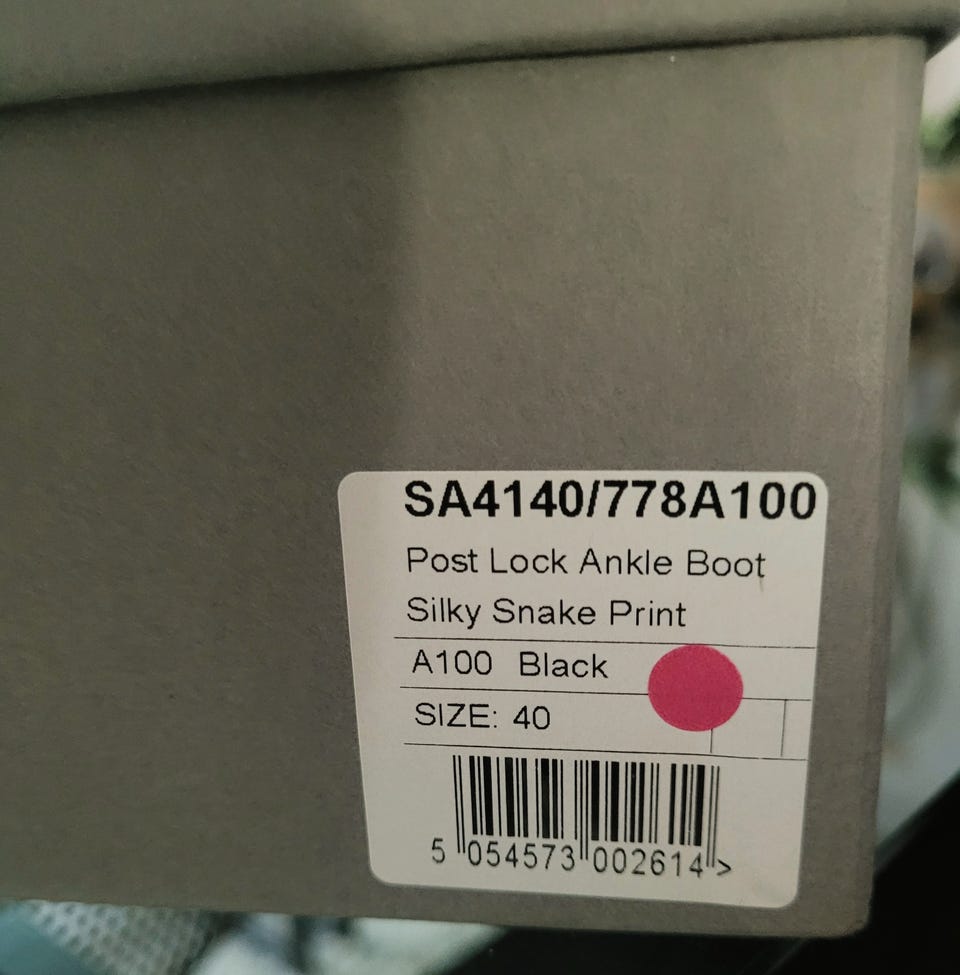 SA4140/778A100
Post Lock Ankle Boot
Silky Snake Print
A100 Black
SIZE: 40
5 054573 002614 >